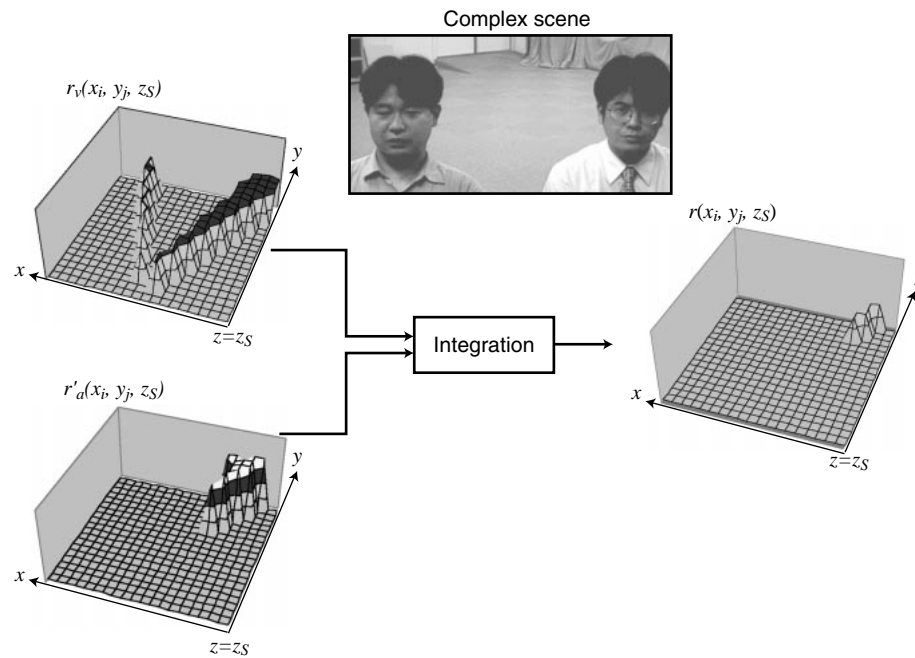 Complex scene
r_v(x_i, y_j, z_S)
y
x
z=z_S
r(x_i, y_j, z_S)
x
z=z_S
Integration
r'_a(x_i, y_j, z_S)
y
x
z=z_S